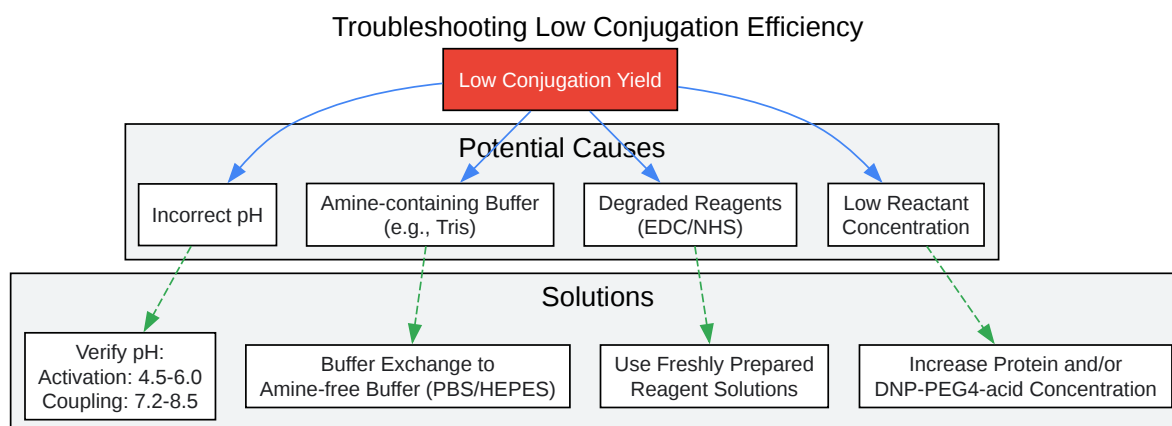 Troubleshooting Low Conjugation Efficiency
Low Conjugation Yield
Potential Causes
Incorrect pH
Amine-containing Buffer
(e.g., Tris)
Degraded Reagents
(EDC/NHS)
Low Reactant
Concentration
Solutions
Verify pH:
Activation: 4.5-6.0
Coupling: 7.2-8.5
Buffer Exchange to
Amine-free Buffer (PBS/HEPES)
Use Freshly Prepared
Reagent Solutions
Increase Protein and/or
DNP-PEG4-acid Concentration